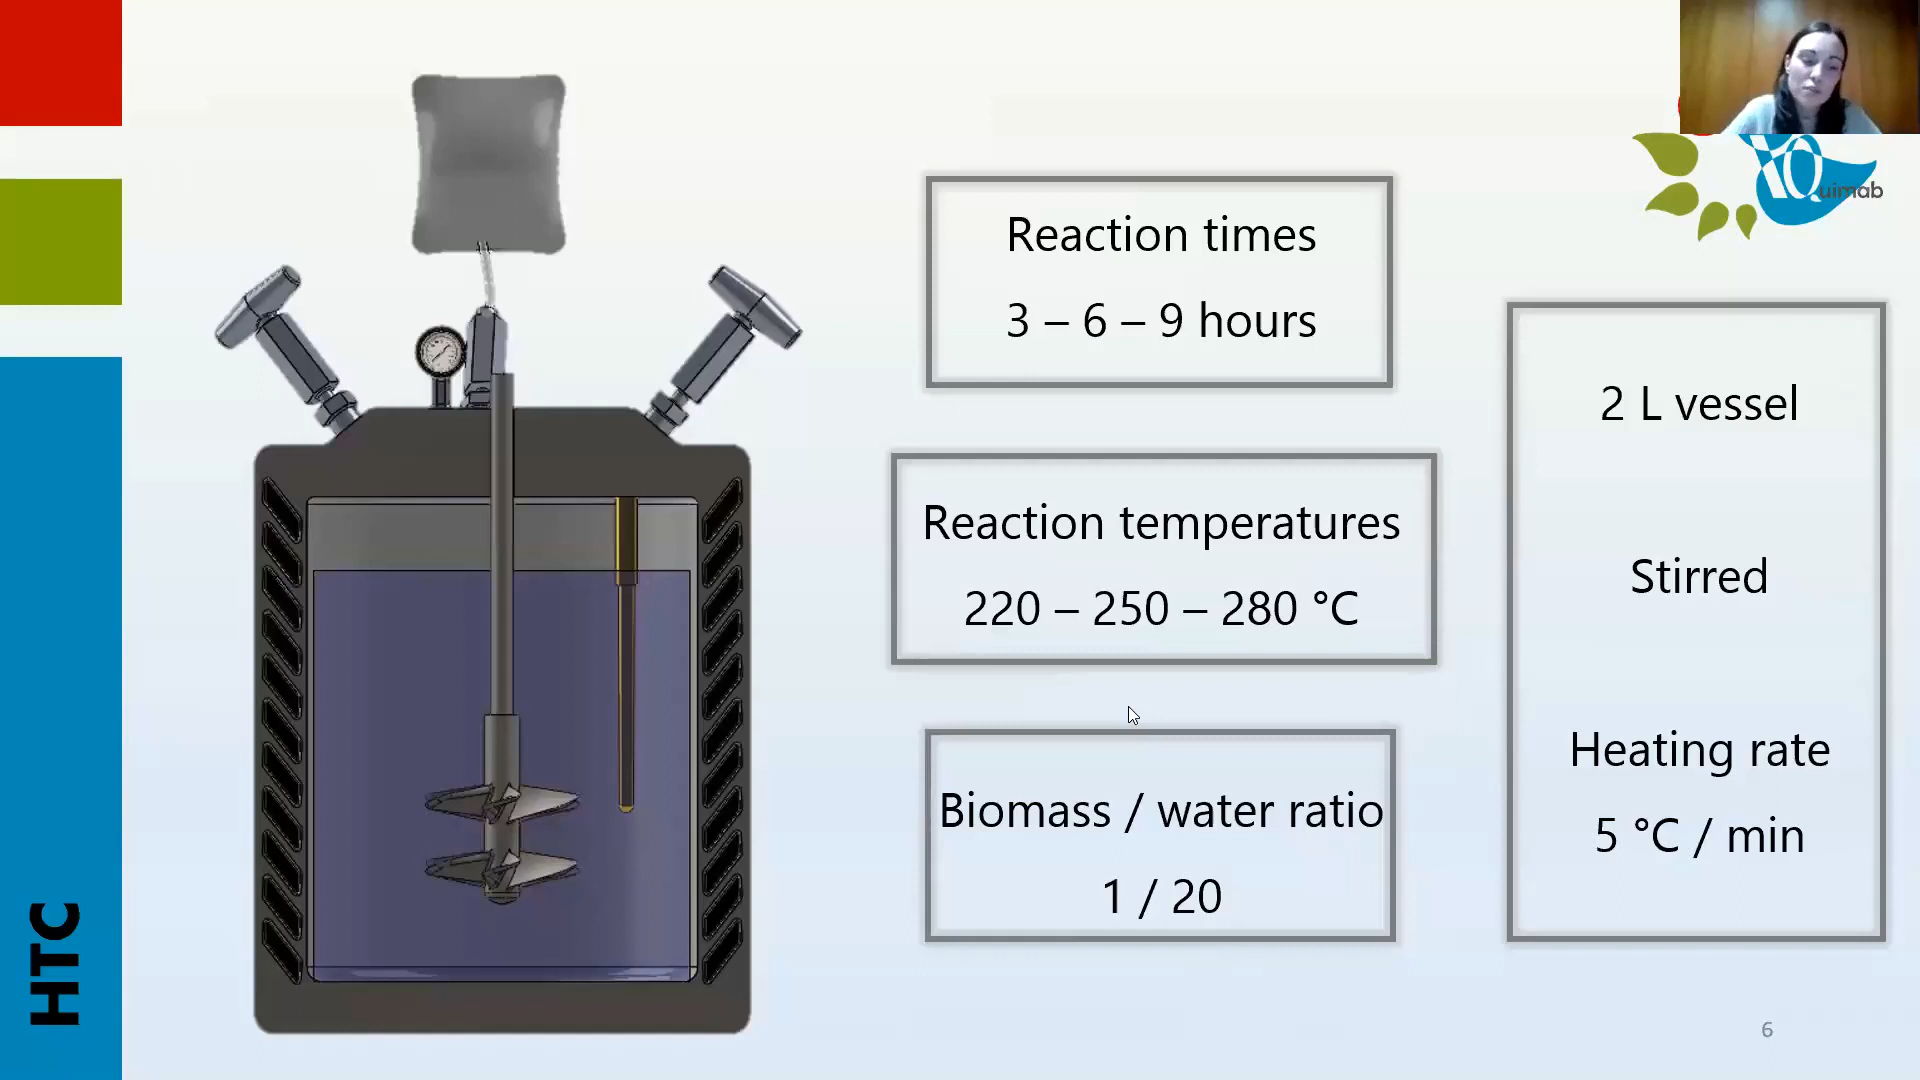 Reaction times
3 – 6 – 9 hours
Reaction temperatures
220 – 250 – 280 °C
Biomass / water ratio
1 / 20
2 L vessel
Stirred
Heating rate
5 °C / min
Quimab
HTC
6